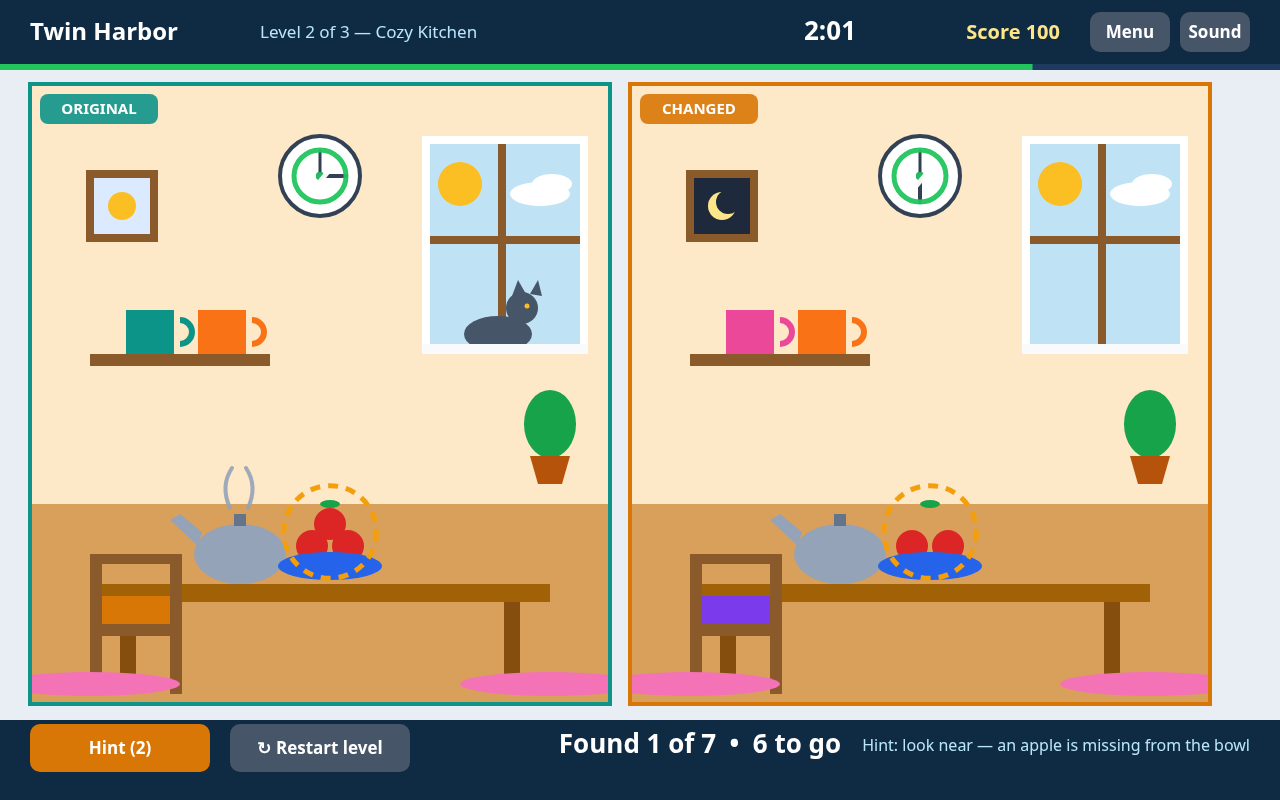 Twin Harbor
Level 2 of 3 — Cozy Kitchen
2:01
Score 100
Menu
Sound
ORIGINAL
CHANGED
Hint (2)
↻ Restart level
Found 1 of 7 • 6 to go
Hint: look near — an apple is missing from the bowl